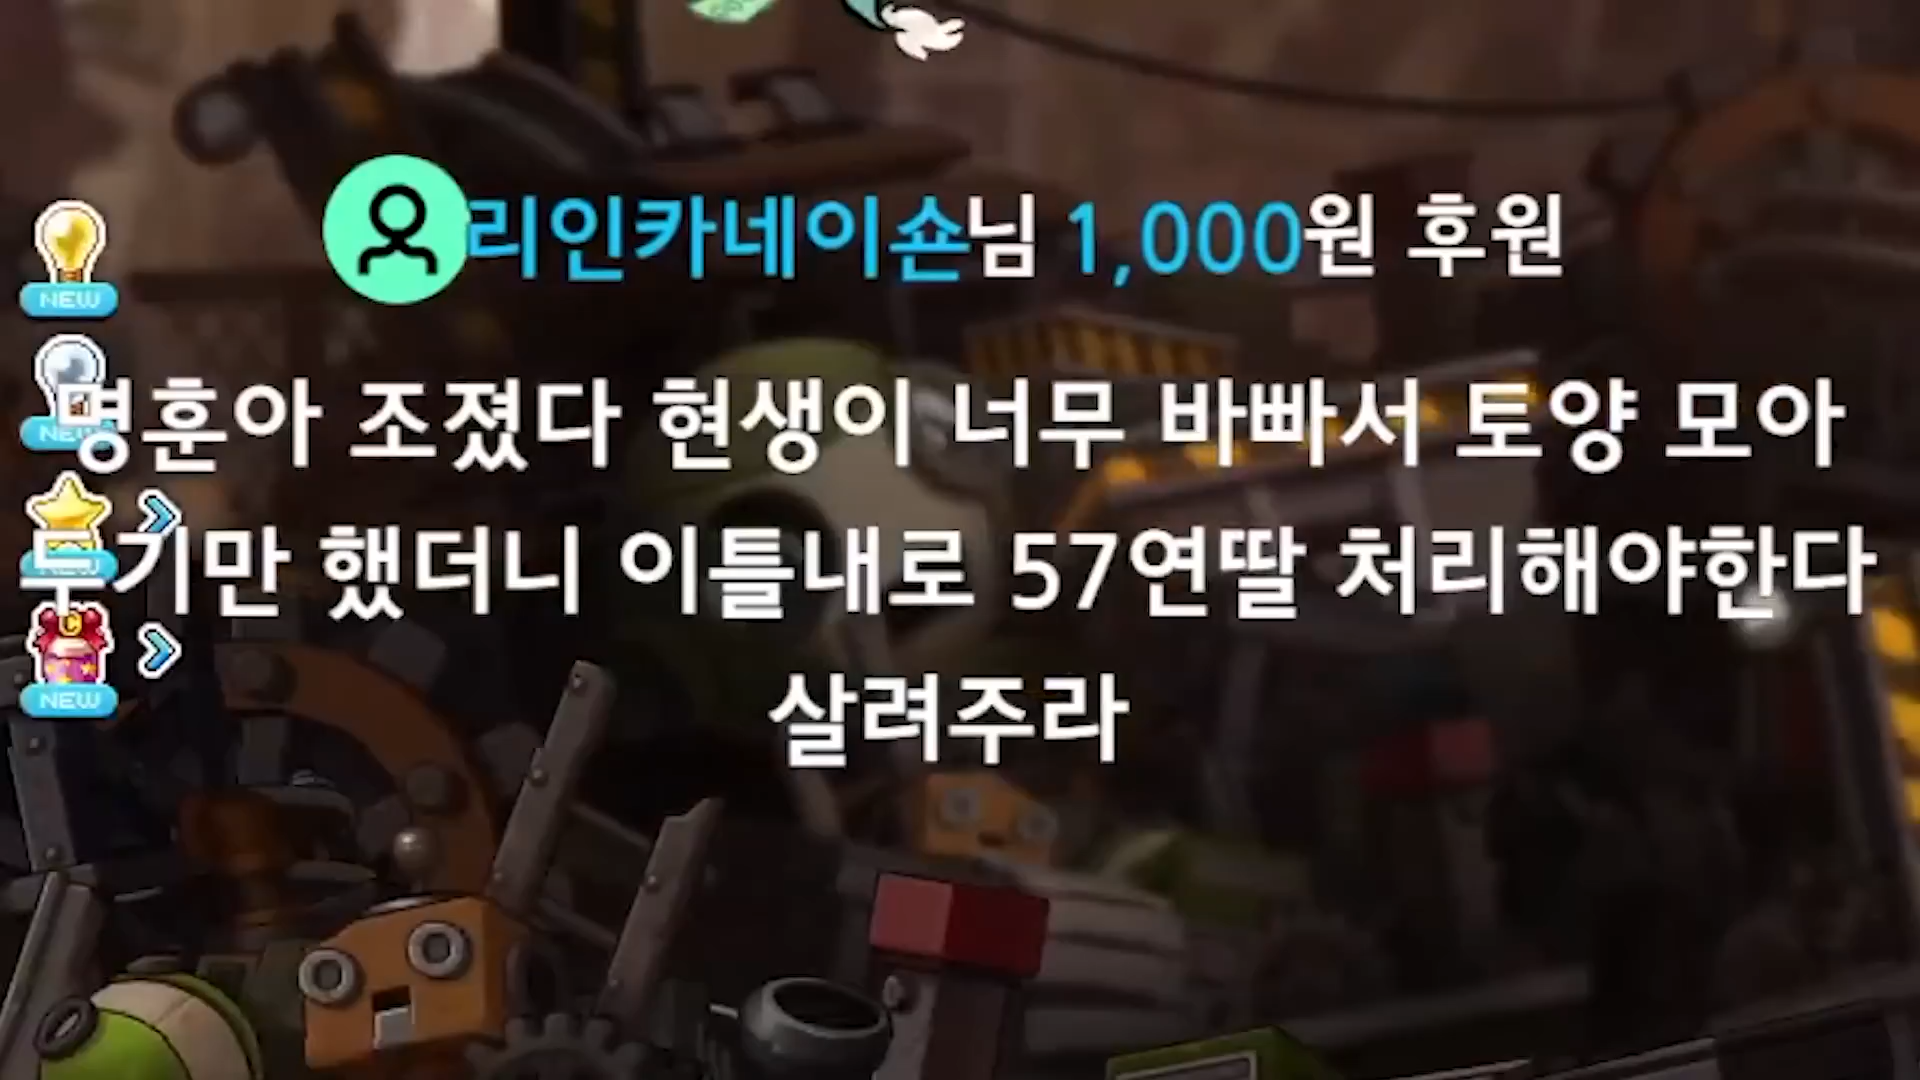 리인카네이숀님 1,000원 후원
명훈아 조졌다 현생이 너무 바빠서 토양 모아
두기만 했더니 이틀내로 57연딸 처리해야한다
살려주라
NEW
NEW
NEW
NEW